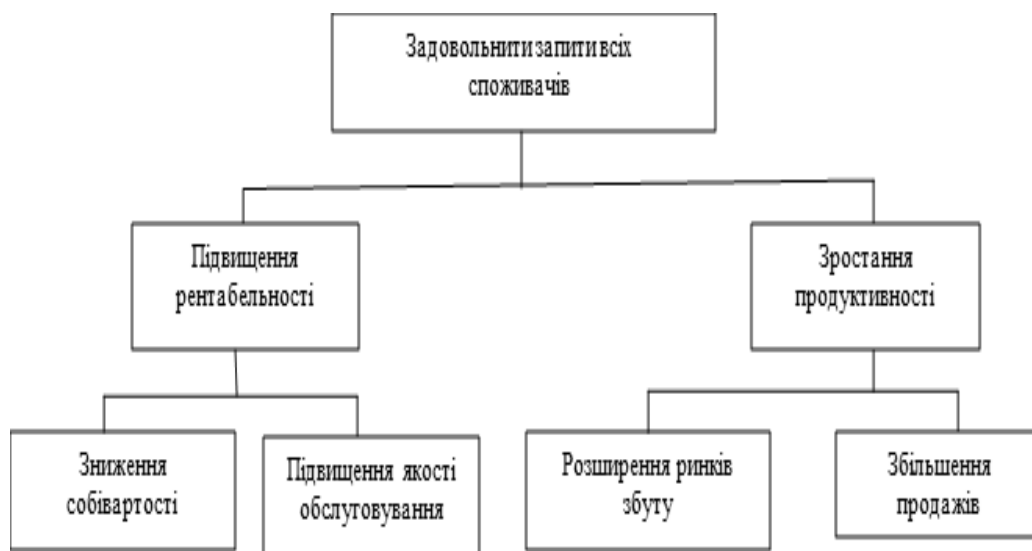 Задовольнити запити всіх
споживачів
Підвищення
рентабельності
Зростання
продуктивності
Зниження
собівартості
Підвищення якості
обслуговування
Розширення ринків
збуту
Збільшення
продажів